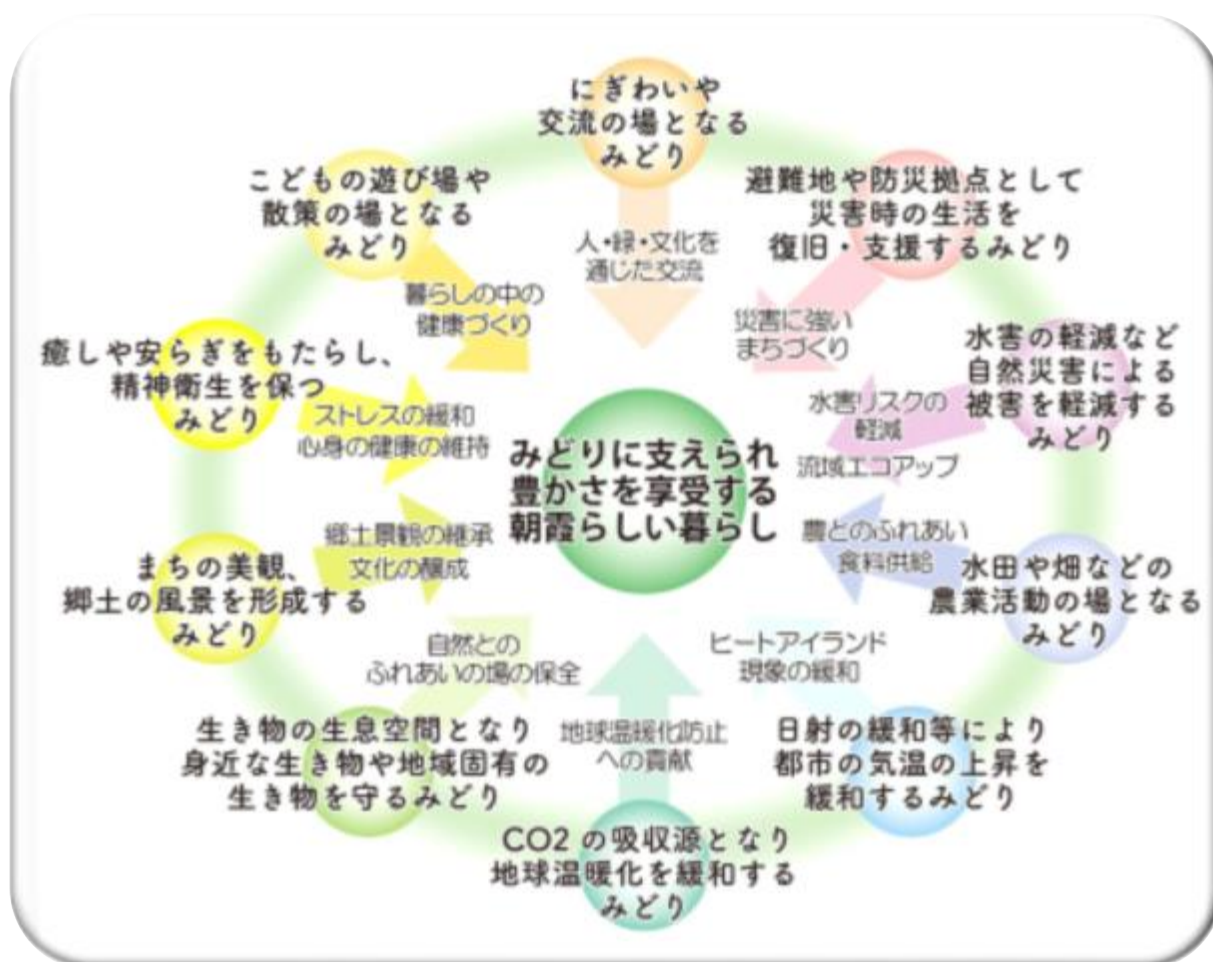 にぎわいや
交流の場となる
みどり
人・緑・文化を
通じた交流
避難地や防災拠点として
災害時の生活を
復旧・支援するみどり
災害に強い
まちづくり
水害の軽減など
自然災害による
被害を軽減する
みどり
水害リスクの
軽減
流域エコアップ
水田や畑などの
農業活動の場となる
みどり
農とのふれあい
食料供給
日射の緩和等により
都市の気温の上昇を
緩和するみどり
ヒートアイランド
現象の緩和
CO2 の吸収源となり
地球温暖化を緩和する
みどり
地球温暖化防止
への貢献
生き物の生息空間となり
身近な生き物や地域固有の
生き物を守るみどり
自然との
ふれあいの場の保全
まちの美観、
郷土の風景を形成する
みどり
郷土景観の継承
文化の醸成
癒しや安らぎをもたらし、
精神衛生を保つ
みどり
ストレスの緩和
心身の健康の維持
こどもの遊び場や
散策の場となる
みどり
暮らしの中の
健康づくり
みどりに支えられ
豊かさを享受する
朝霞らしい暮らし